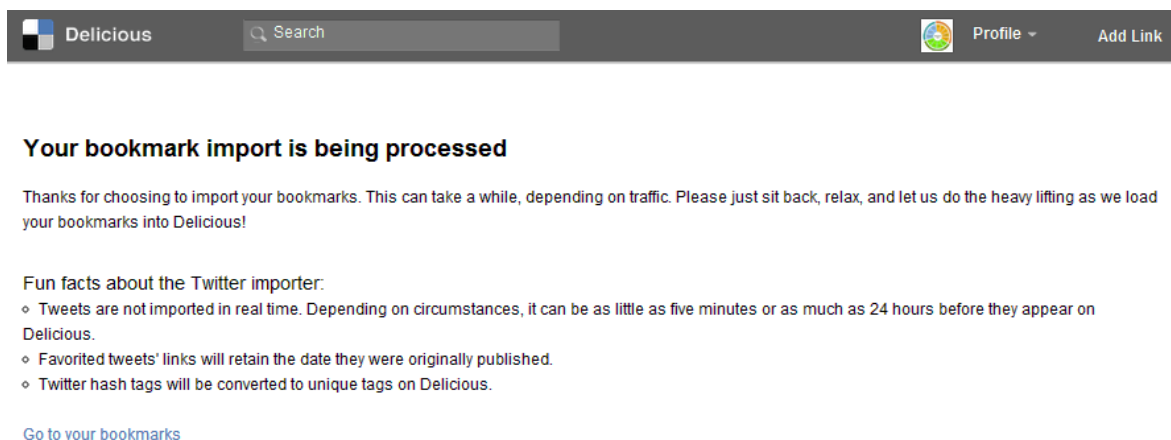 Delicious Search Profile Add Link
Your bookmark import is being processed
Thanks for choosing to import your bookmarks. This can take a while, depending on traffic. Please just sit back, relax, and let us do the heavy lifting as we load
your bookmarks into Delicious!
Fun facts about the Twitter importer:
Tweets are not imported in real time. Depending on circumstances, it can be as little as five minutes or as much as 24 hours before they appear on
Delicious.
Favorited tweets' links will retain the date they were originally published.
Twitter hash tags will be converted to unique tags on Delicious.
Go to your bookmarks